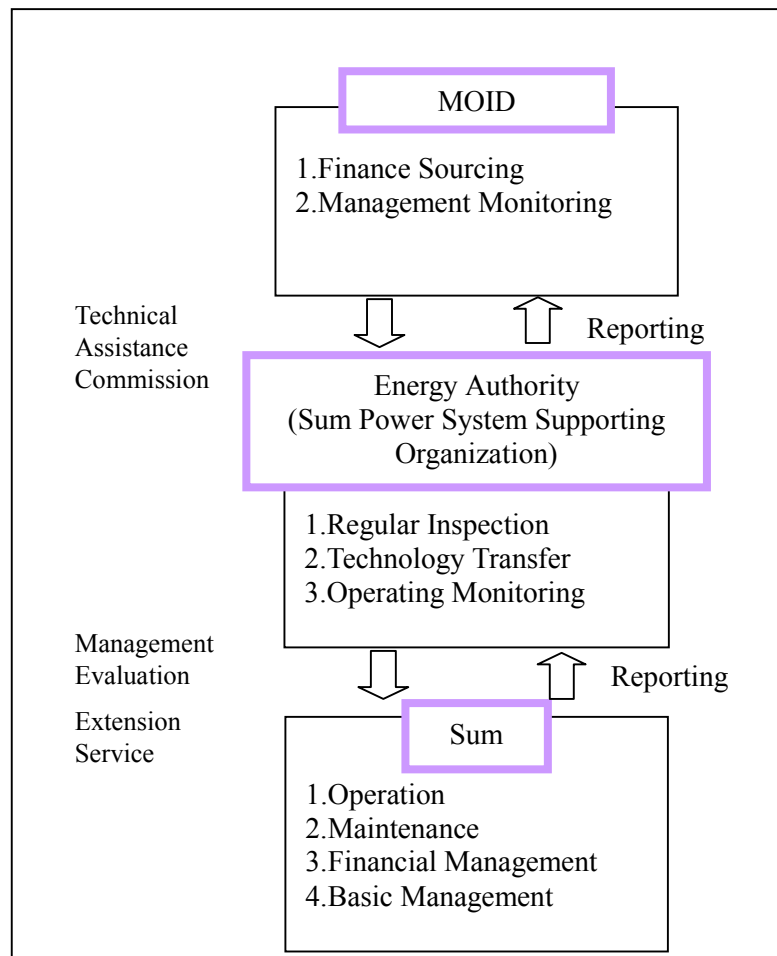 MOID
1.Finance Sourcing
2.Management Monitoring
Technical
Assistance
Commission
Reporting
Energy Authority
(Sum Power System Supporting
Organization)
1.Regular Inspection
2.Technology Transfer
3.Operating Monitoring
Management
Evaluation
Extension
Service
Reporting
Sum
1.Operation
2.Maintenance
3.Financial Management
4.Basic Management